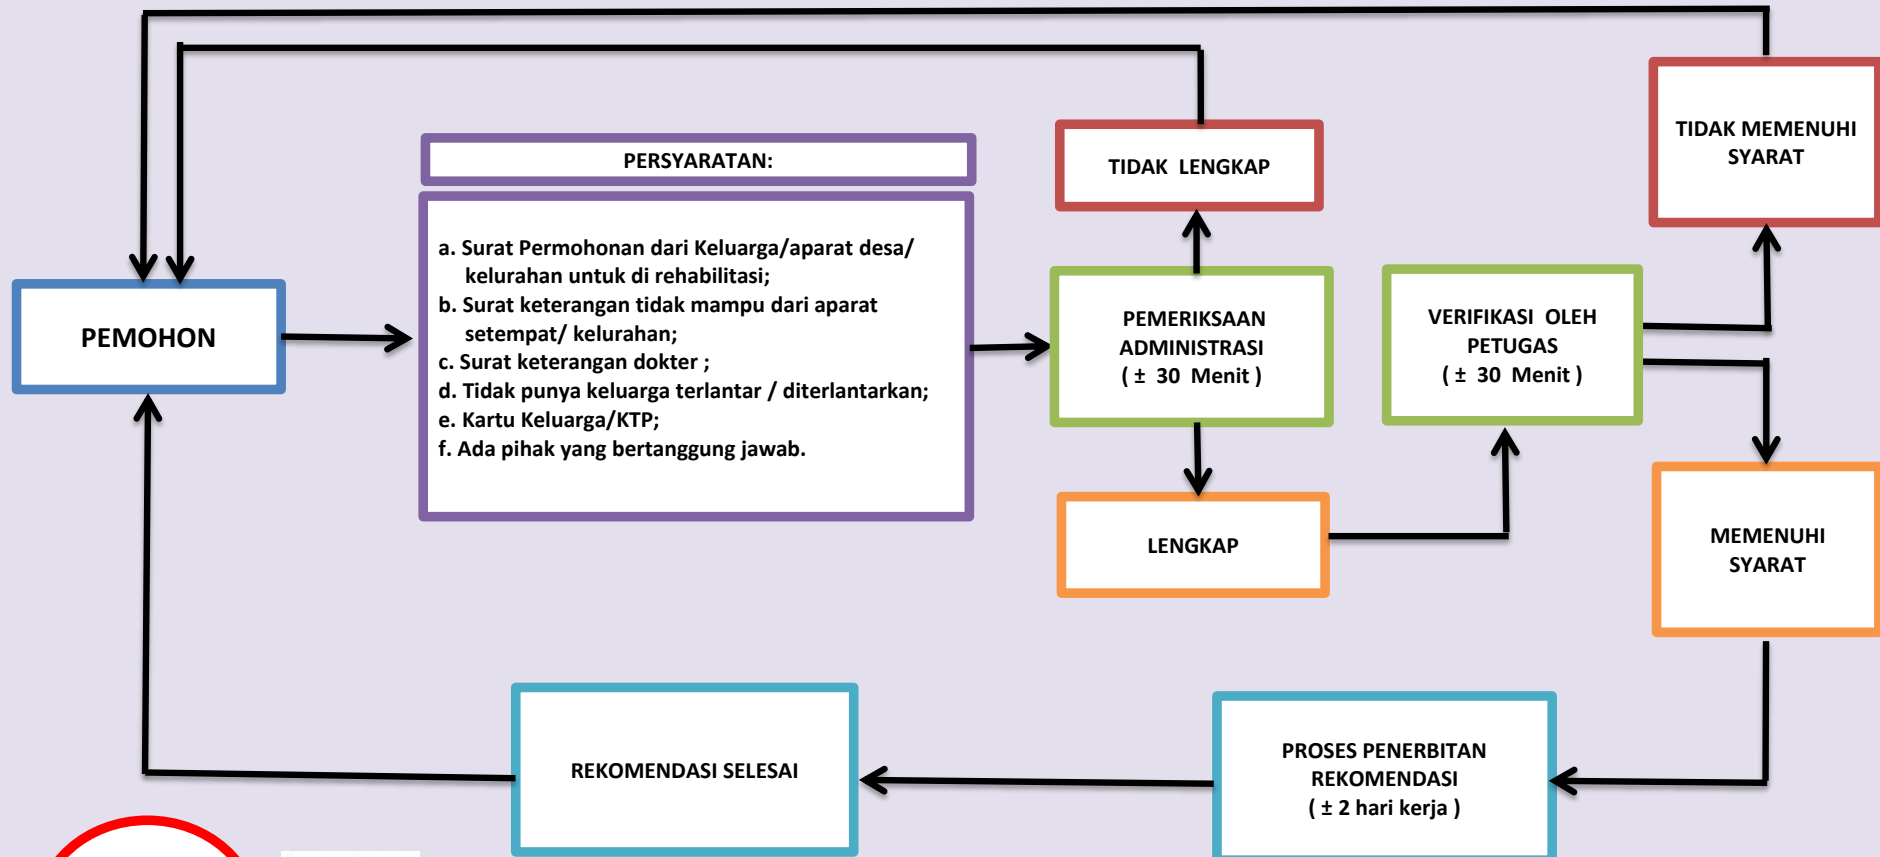 TIDAK MEMENUHI
SYARAT
PERSYARATAN:
TIDAK LENGKAP
a. Surat Permohonan dari Keluarga/aparat desa/
kelurahan untuk di rehabilitasi;
b. Surat keterangan tidak mampu dari aparat
setempat/ kelurahan;
c. Surat keterangan dokter ;
d. Tidak punya keluarga terlantar / diterlantarkan;
e. Kartu Keluarga/KTP;
f. Ada pihak yang bertanggung jawab.
PEMOHON
PEMERIKSAAN
ADMINISTRASI
( ± 30 Menit )
VERIFIKASI OLEH
PETUGAS
( ± 30 Menit )
LENGKAP
MEMENUHI
SYARAT
REKOMENDASI SELESAI
PROSES PENERBITAN
REKOMENDASI
( ± 2 hari kerja )